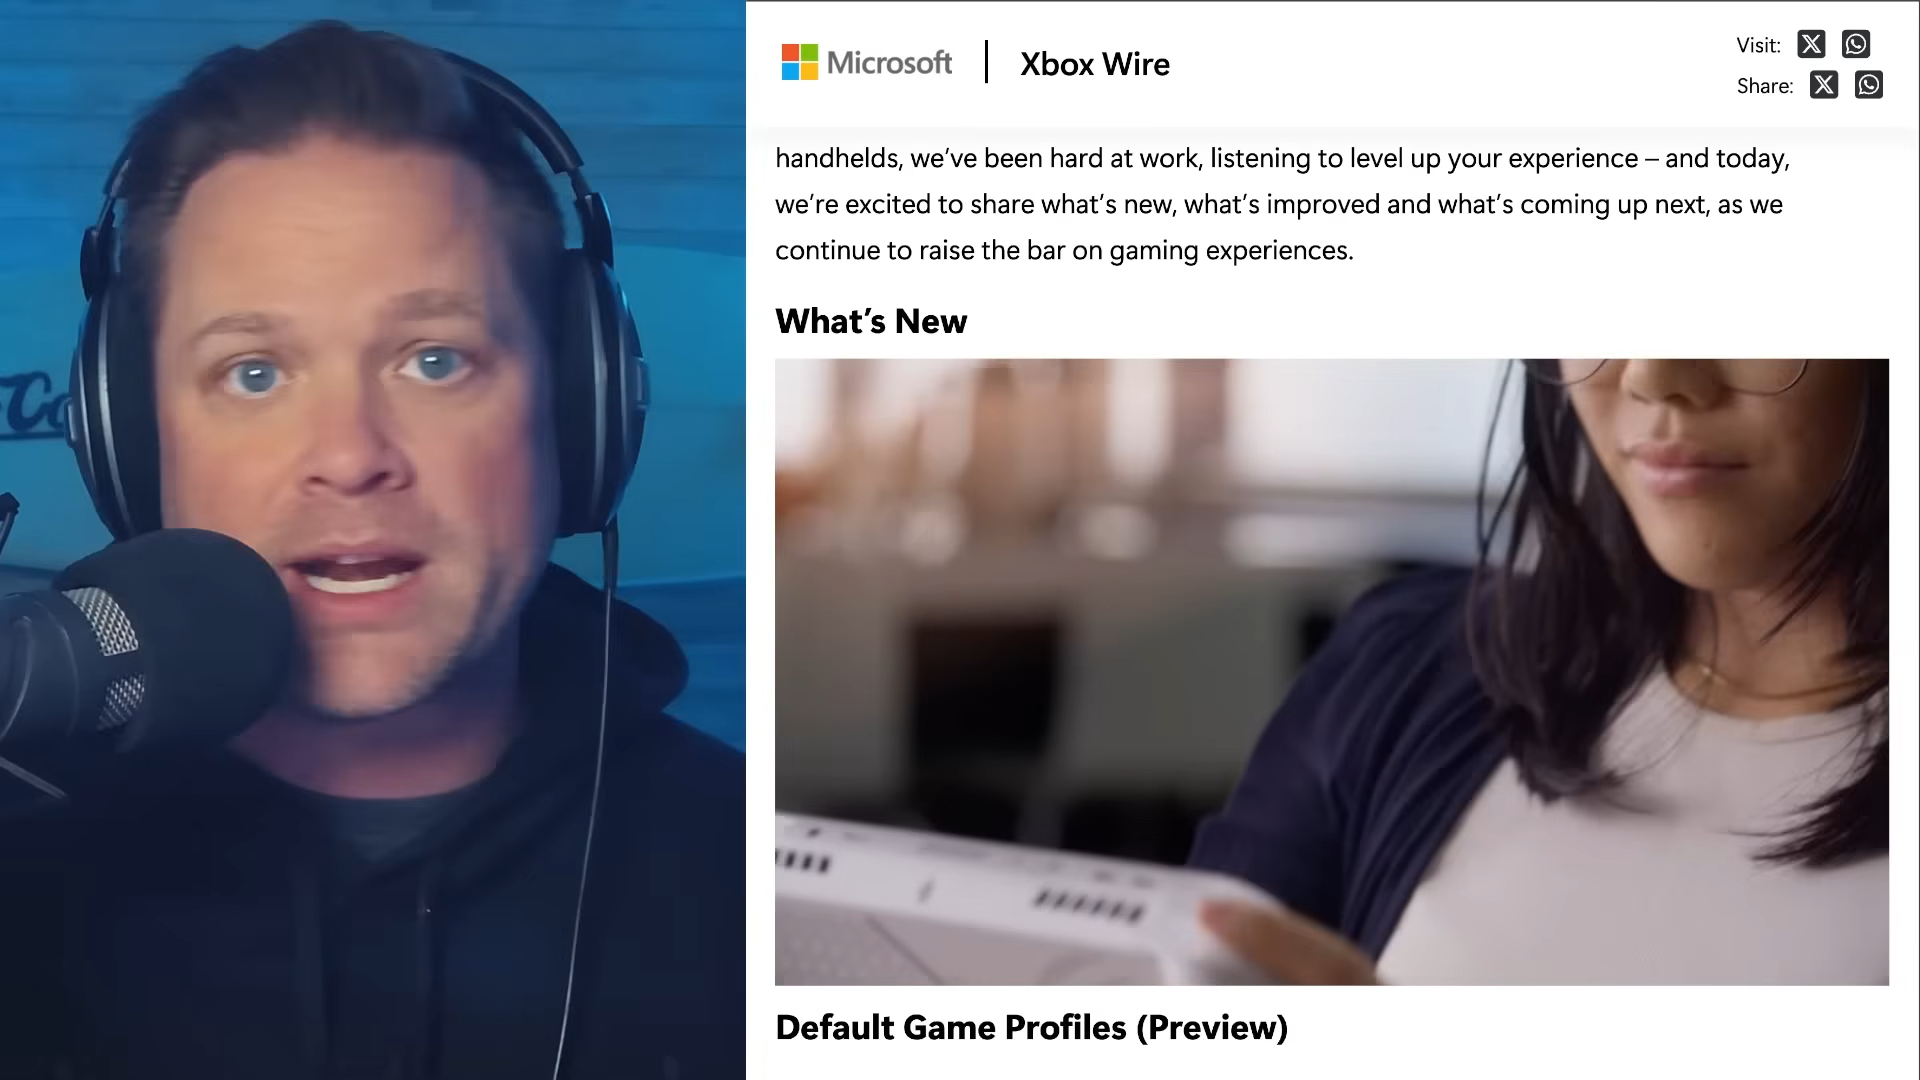 Microsoft | Xbox Wire
Visit:
Share:
handhelds, we’ve been hard at work, listening to level up your experience – and today,
we’re excited to share what’s new, what’s improved and what’s coming up next, as we
continue to raise the bar on gaming experiences.
What’s New
Default Game Profiles (Preview)